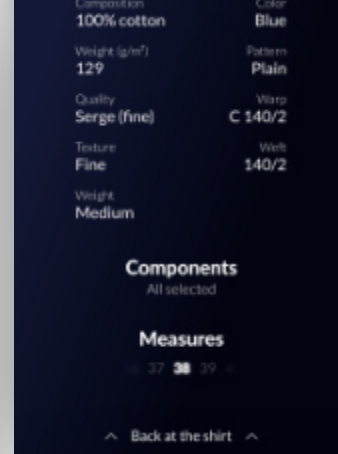 Composition Color
100% cotton Blue
Weight (g/m²) Pattern
129 Plain
Quality Warp
Serge (fine) C 140/2
Texture Weft
Fine 140/2
Weight
Medium
Components
All selected
Measures
37 38 39
Back at the shirt